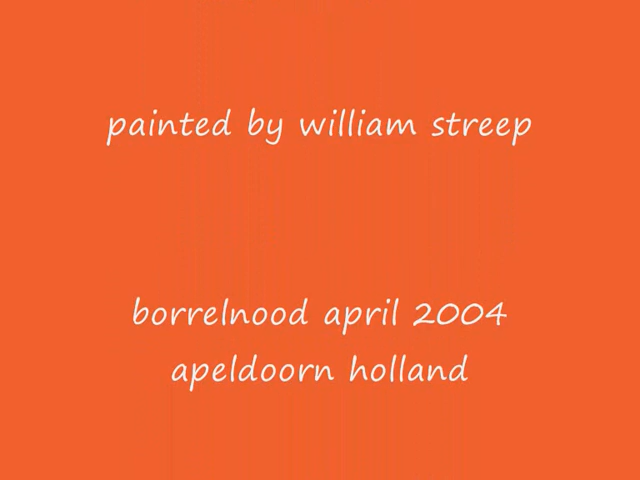 painted by william streep
borrelnood april 2004
apeldoorn holland